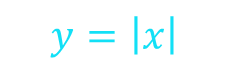 y = |x|